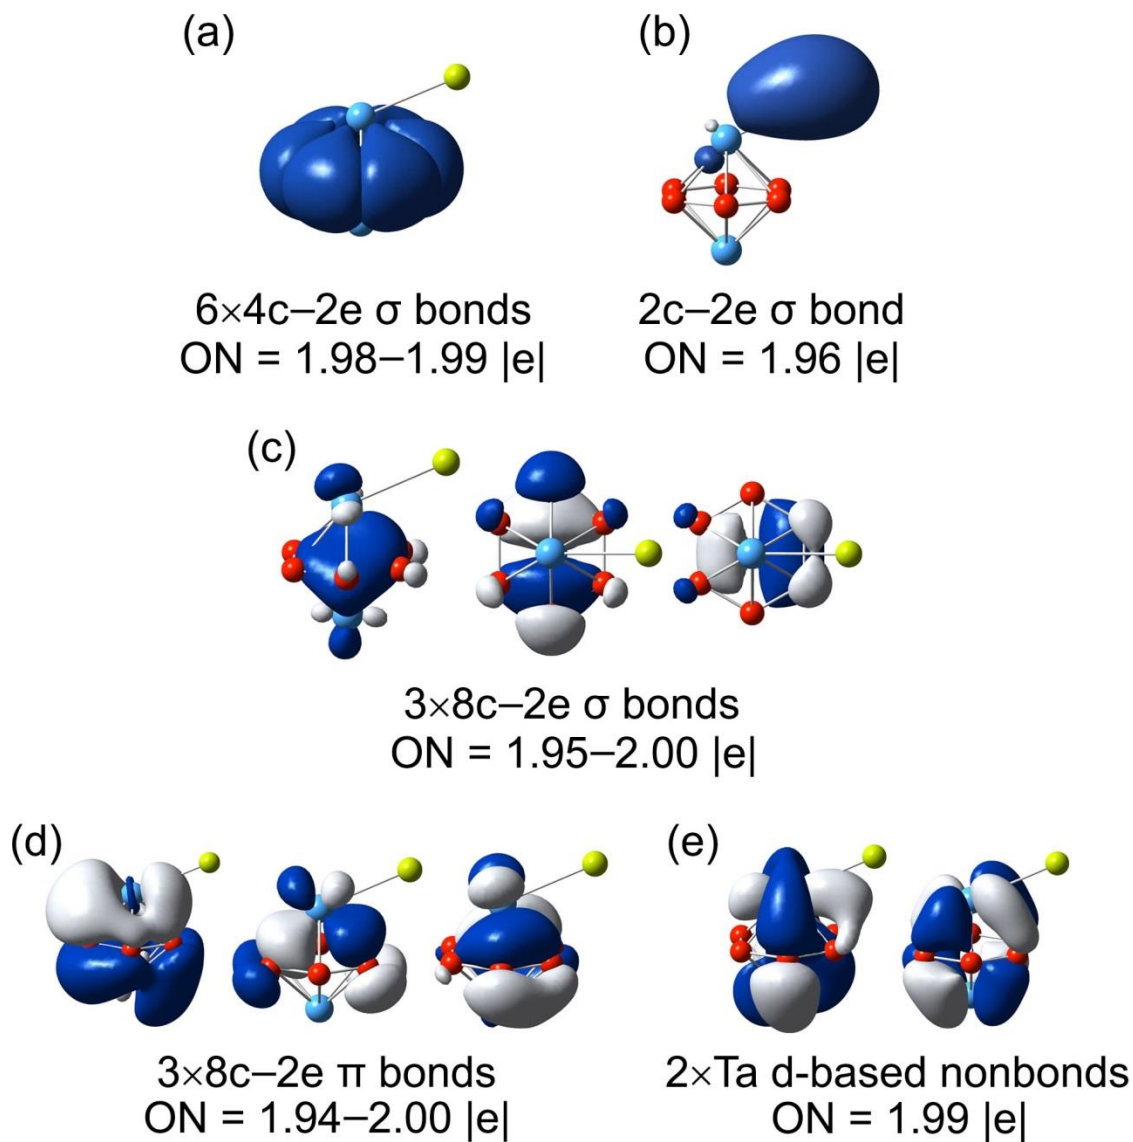 (a)
(b)
6×4c–2e σ bonds
ON = 1.98–1.99 |e|
2c–2e σ bond
ON = 1.96 |e|
(c)
3×8c–2e σ bonds
ON = 1.95–2.00 |e|
(d)
(e)
3×8c–2e π bonds
ON = 1.94–2.00 |e|
2×Ta d-based nonbonds
ON = 1.99 |e|